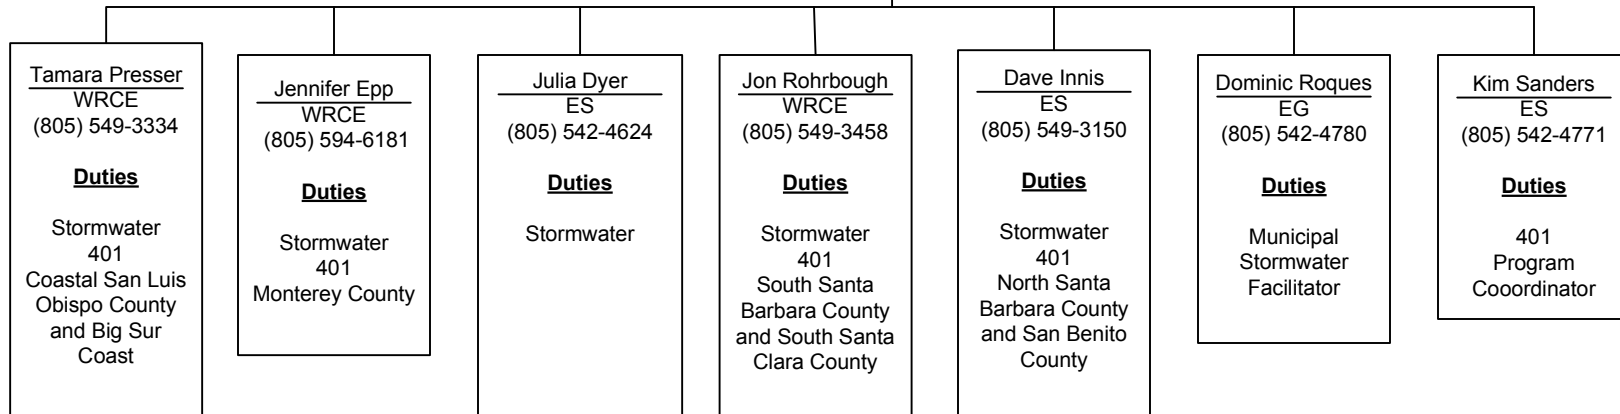 Tamara Presser
WRCE
(805) 549-3334
Duties
Stormwater
401
Coastal San Luis
Obispo County
and Big Sur
Coast
Jennifer Epp
WRCE
(805) 594-6181
Duties
Stormwater
401
Monterey County
Julia Dyer
ES
(805) 542-4624
Duties
Stormwater
Jon Rohrbough
WRCE
(805) 549-3458
Duties
Stormwater
401
South Santa
Barbara County
and South Santa
Clara County
Dave Innis
ES
(805) 549-3150
Duties
Stormwater
401
North Santa
Barbara County
and San Benito
County
Dominic Roques
EG
(805) 542-4780
Duties
Municipal
Stormwater
Facilitator
Kim Sanders
ES
(805) 542-4771
Duties
401
Program
Cooordinator